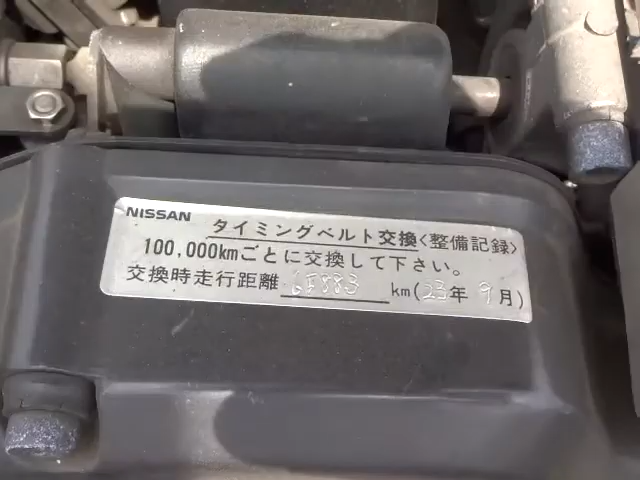 NISSAN
タイミングベルト交換〈整備記録〉
100,000kmごとに交換して下さい。
交換時走行距離 km(23年 9月)